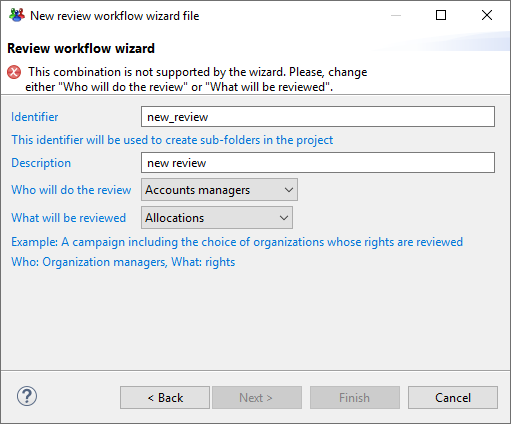 New review workflow wizard file
Review workflow wizard
This combination is not supported by the wizard. Please, change
either "Who will do the review" or "What will be reviewed".
Identifier new_review
This identifier will be used to create sub-folders in the project
Description new review
Who will do the review Accounts managers
What will be reviewed Allocations
Example: A campaign including the choice of organizations whose rights are reviewed
Who: Organization managers, What: rights
? < Back Next > Finish Cancel